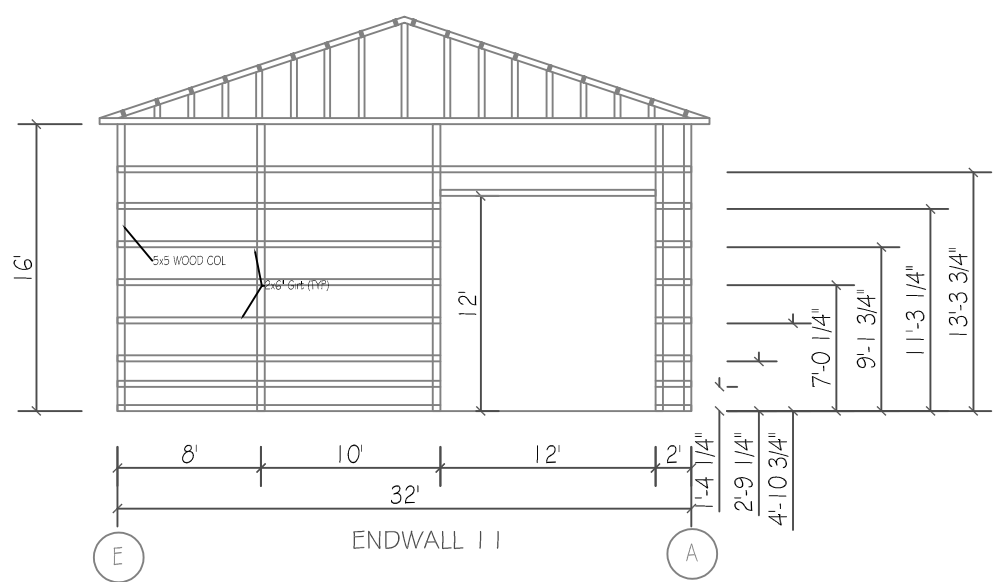 16'
5x5 WOOD COL
2x6' Girt (TYP)
12'
7'-0 1/4"
9'-1 3/4"
11'-3 1/4"
13'-3 3/4"
1'-4 1/4"
2'-9 1/4"
4'-10 3/4"
8'
10'
12'
2'
32'
ENDWALL 11
E
A